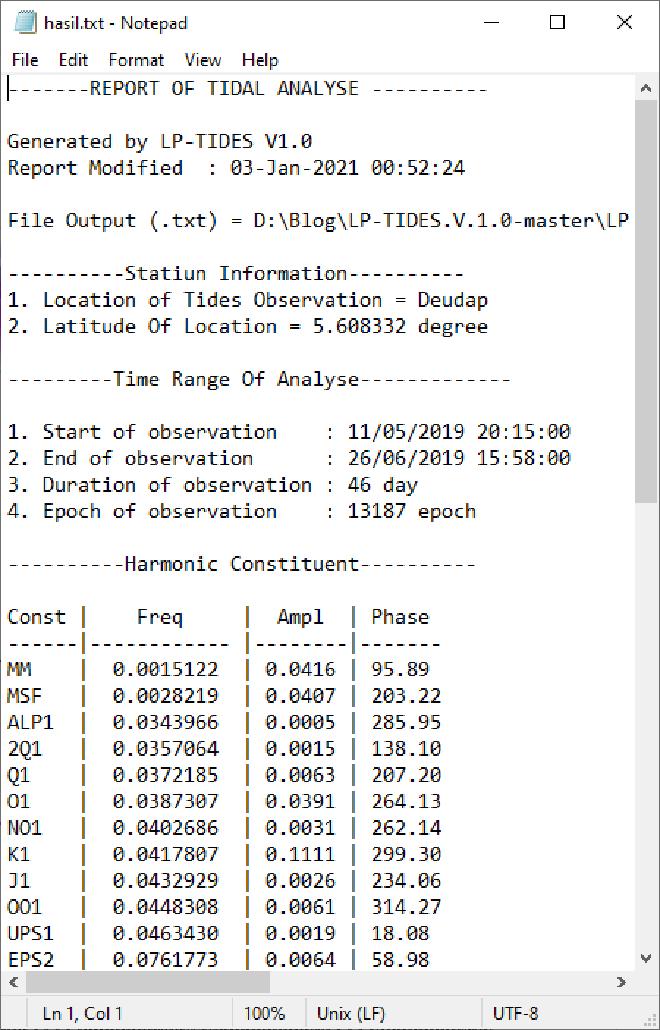 hasil.txt - Notepad
File Edit Format View Help
-------REPORT OF TIDAL ANALYSE ----------
Generated by LP-TIDES V1.0
Report Modified  : 03-Jan-2021 00:52:24
File Output (.txt) = D:\Blog\LP-TIDES.V.1.0-master\LP
----------Statiun Information----------
1. Location of Tides Observation = Deudap
2. Latitude Of Location = 5.608332 degree
---------Time Range Of Analyse-------------
1. Start of observation    : 11/05/2019 20:15:00
2. End of observation      : 26/06/2019 15:58:00
3. Duration of observation : 46 day
4. Epoch of observation    : 13187 epoch
----------Harmonic Constituent----------
Const |    Freq     |  Ampl  | Phase
------|------------ |--------|-------
MM    |  0.0015122  | 0.0416 | 95.89
MSF   |  0.0028219  | 0.0407 | 203.22
ALP1  |  0.0343966  | 0.0005 | 285.95
2Q1   |  0.0357064  | 0.0015 | 138.10
Q1    |  0.0372185  | 0.0063 | 207.20
O1    |  0.0387307  | 0.0391 | 264.13
NO1   |  0.0402686  | 0.0031 | 262.14
K1    |  0.0417807  | 0.1111 | 299.30
J1    |  0.0432929  | 0.0026 | 234.06
OO1   |  0.0448308  | 0.0061 | 314.27
UPS1  |  0.0463430  | 0.0019 | 18.08
EPS2  |  0.0761773  | 0.0064 | 58.98
Ln 1, Col 1 100% Unix (LF) UTF-8